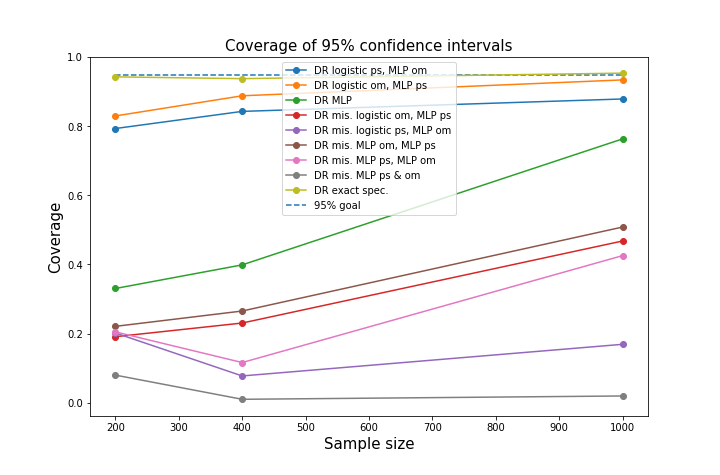 Coverage of 95% confidence intervals
1.0
0.8
0.6
0.4
0.2
0.0
Coverage
DR logistic ps, MLP om
DR logistic om, MLP ps
DR MLP
DR mis. logistic om, MLP ps
DR mis. logistic ps, MLP om
DR mis. MLP om, MLP ps
DR mis. MLP ps, MLP om
DR mis. MLP ps & om
DR exact spec.
95% goal
200 300 400 500 600 700 800 900 1000
Sample size